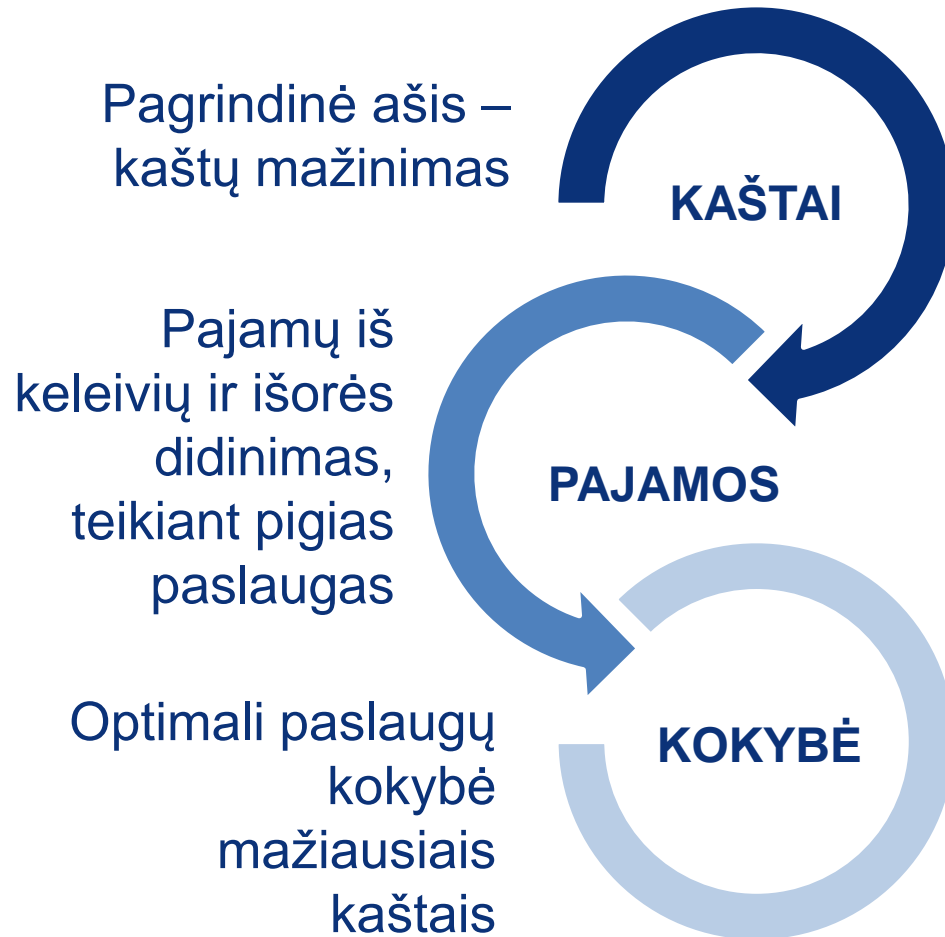 Pagrindinė ašis –
kaštų mažinimas
KAŠTAI
Pajamų iš
keleivių ir išorės
didinimas,
teikiant pigias
paslaugas
PAJAMOS
Optimali paslaugų
kokybė
mažiausiais
kaštais
KOKYBĖ